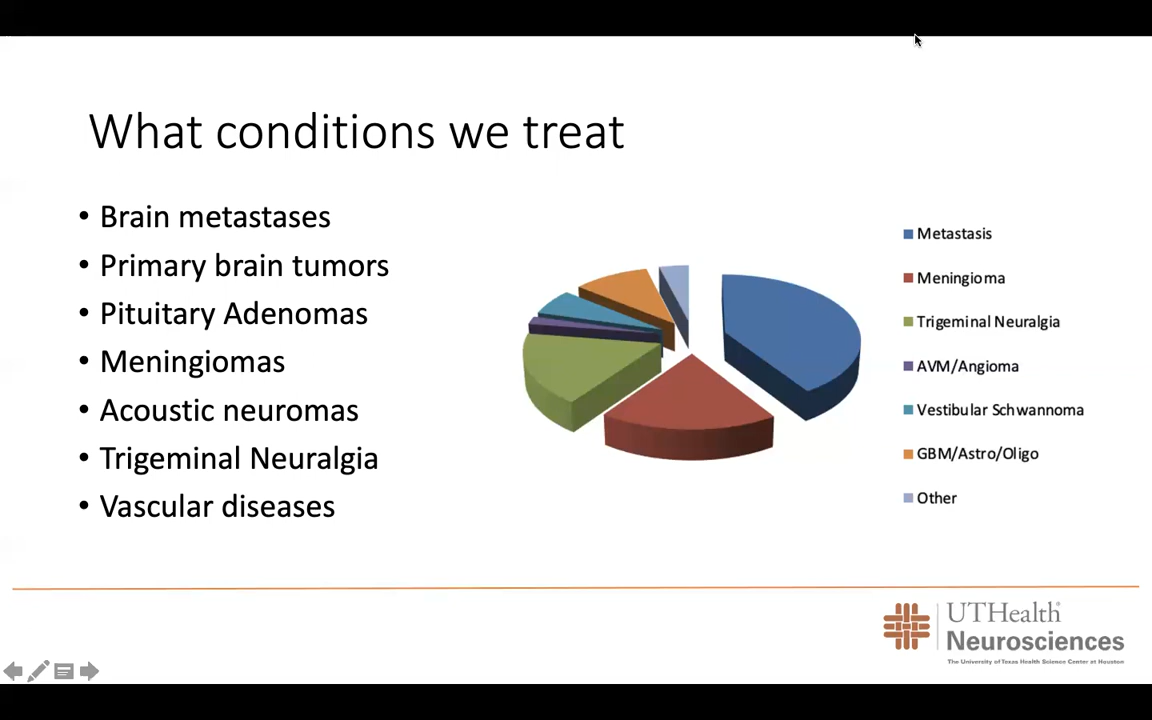 What conditions we treat
• Brain metastases
• Primary brain tumors
• Pituitary Adenomas
• Meningiomas
• Acoustic neuromas
• Trigeminal Neuralgia
• Vascular diseases
Metastasis
Meningioma
Trigeminal Neuralgia
AVM/Angioma
Vestibular Schwannoma
GBM/Astro/Oligo
Other
UTHealth®
Neurosciences
The University of Texas Health Science Center at Houston